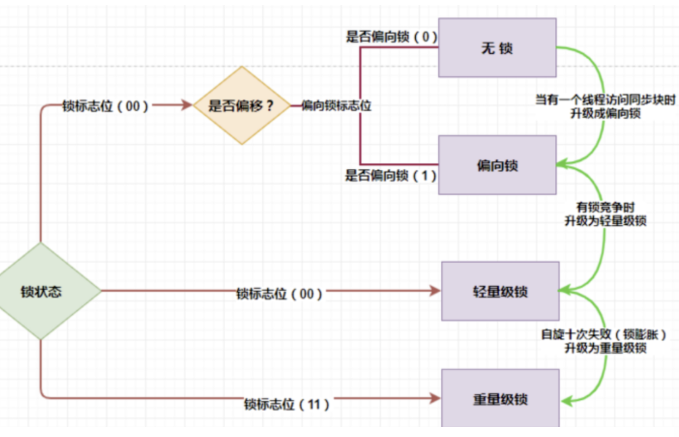 是否偏向锁（0）
无 锁
锁标志位（00）
是否偏移？
偏向锁标志位
当有一个线程访问同步块时
升级成偏向锁
是否偏向锁（1）
偏向锁
有锁竞争时
升级为轻量级锁
锁状态
锁标志位（00）
轻量级锁
自旋十次失败（锁膨胀）
升级为重量级锁
锁标志位（11）
重量级锁